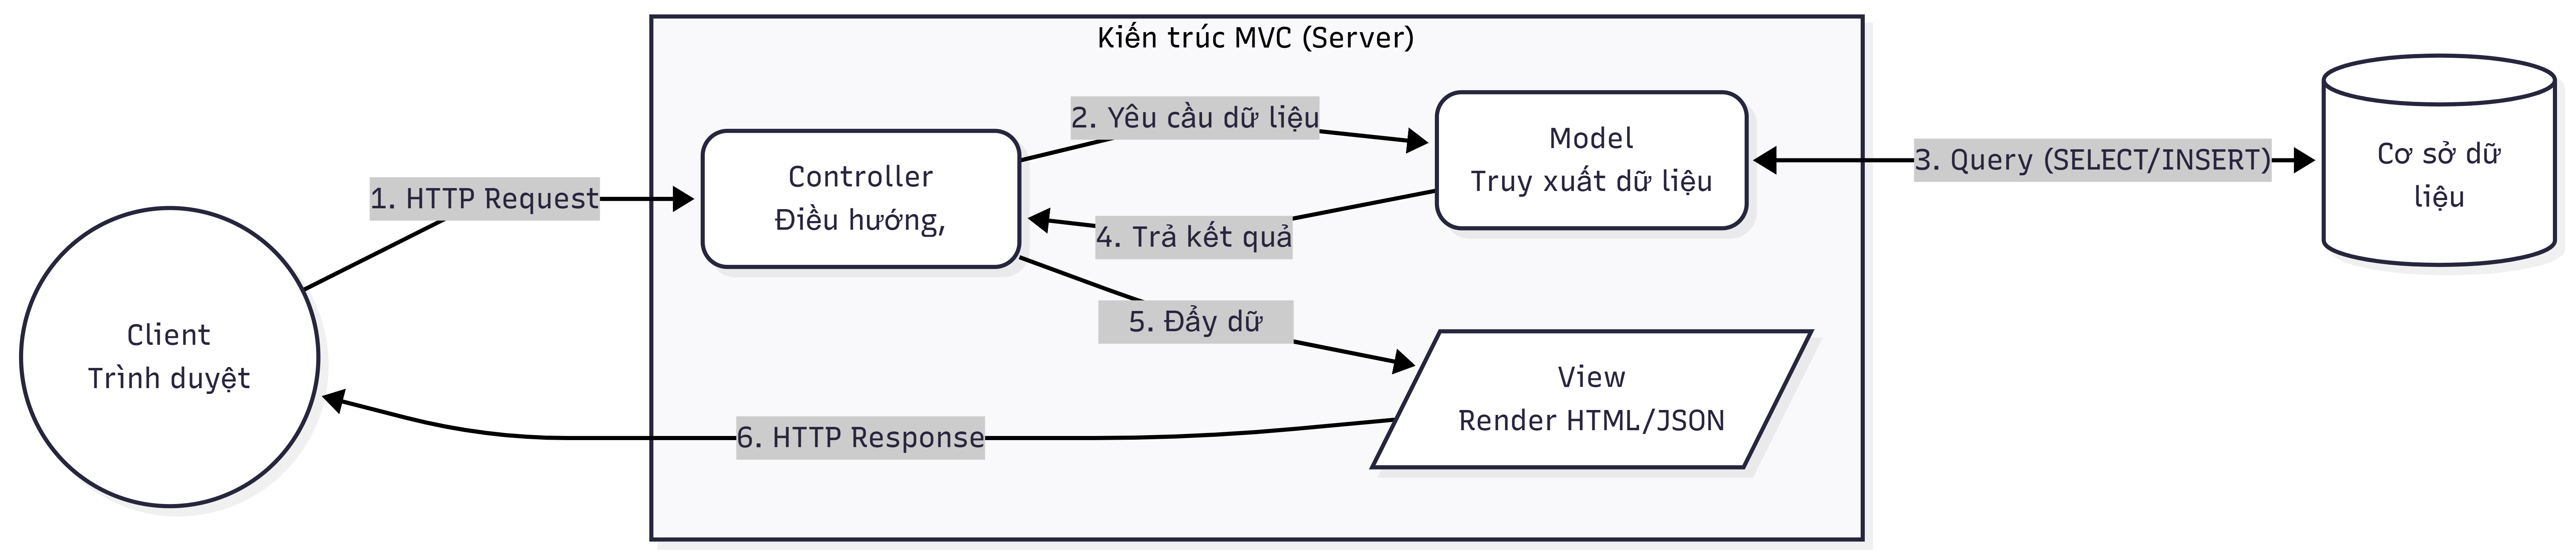 Kiến trúc MVC (Server)
1. HTTP Request
2. Yêu cầu dữ liệu
3. Query (SELECT/INSERT)
4. Trả kết quả
5. Đẩy dữ
6. HTTP Response
Client
Trình duyệt
Controller
Điều hướng,
Model
Truy xuất dữ liệu
View
Render HTML/JSON
Cơ sở dữ
liệu